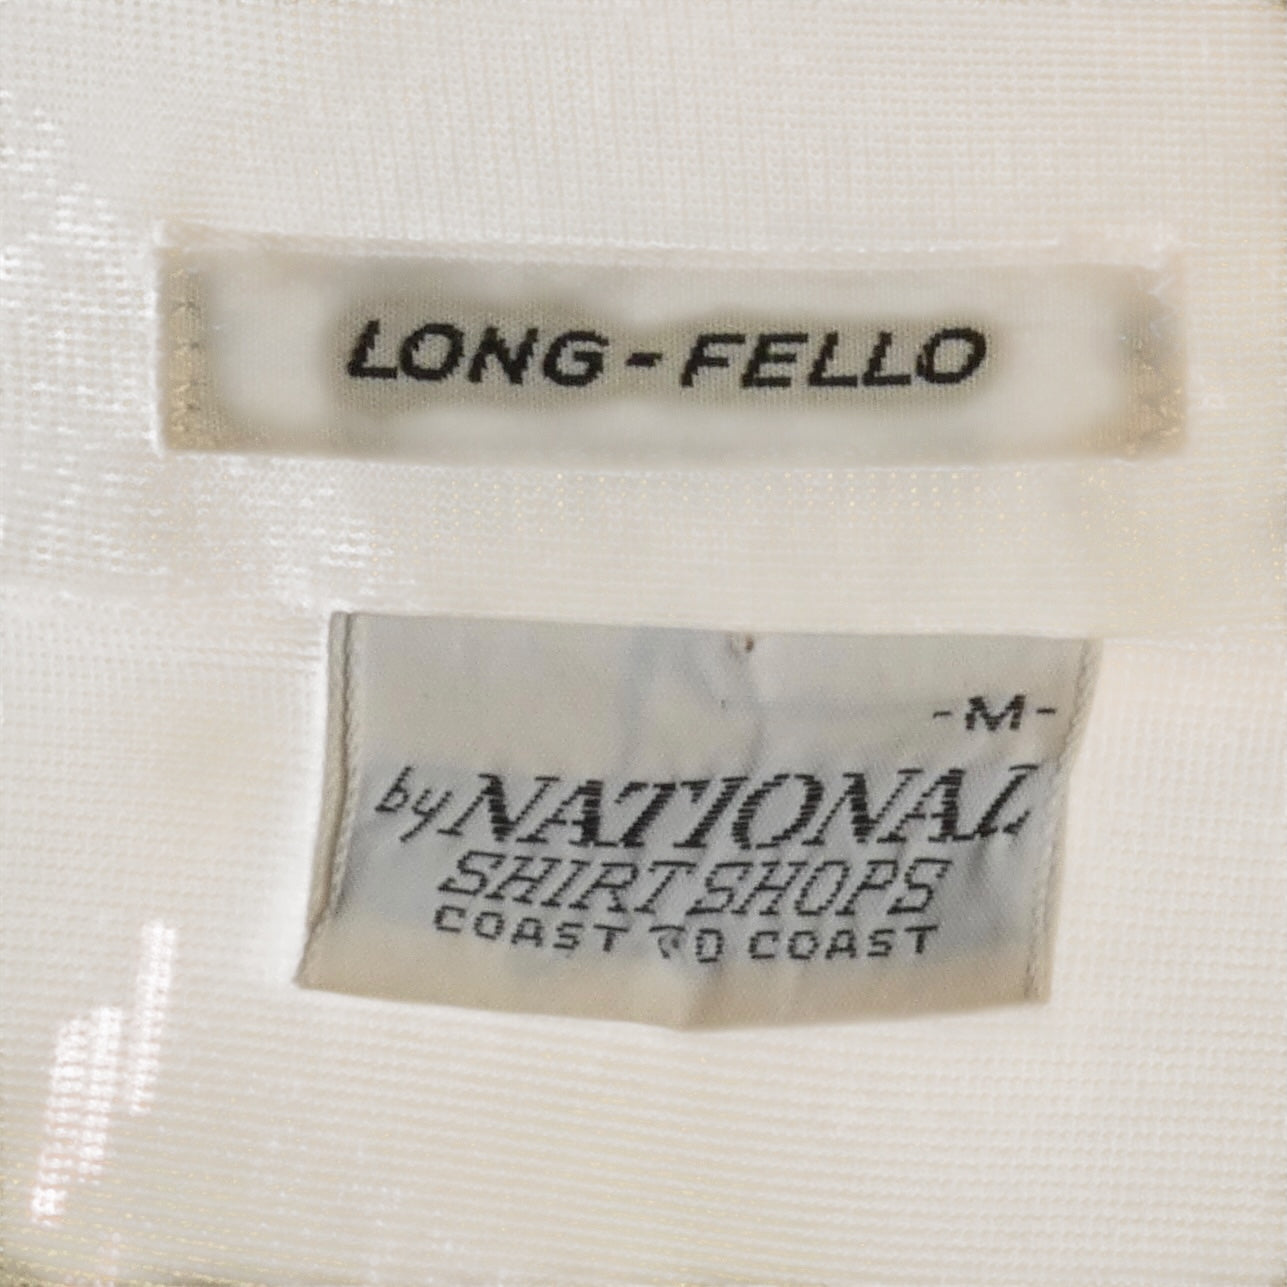 LONG-FELLO
-M-
by NATIONAL
SHIRT SHOPS
COAST TO COAST